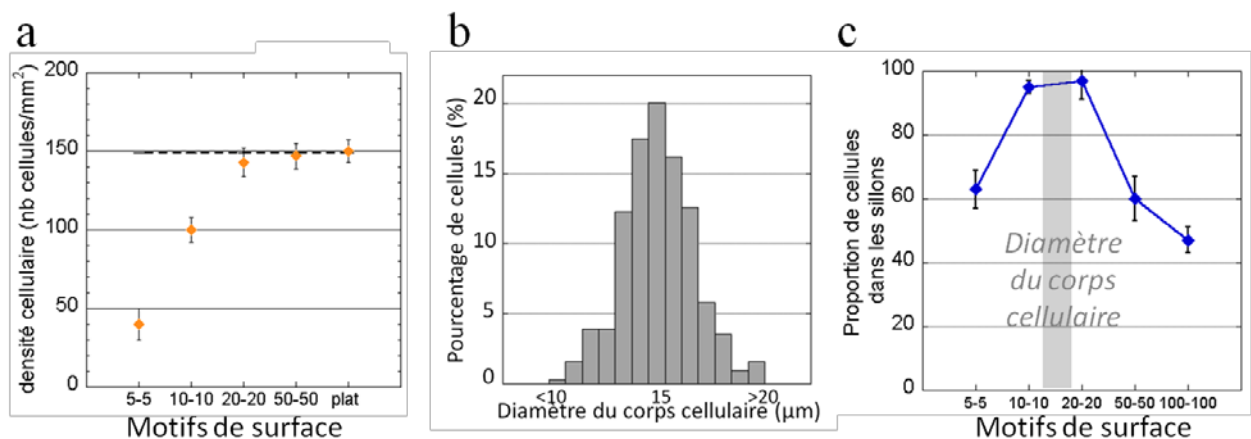 a
densité cellulaire (nb cellules/mm²)
200
150
100
50
0
5-5 10-10 20-20 50-50 plat
Motifs de surface
b
Pourcentage de cellules (%)
20
15
10
5
0
<10 15 >20
Diamètre du corps cellulaire (μm)
c
Proportion de cellules
dans les sillons
100
80
60
40
20
0
Diamètre
du corps
cellulaire
5-5 10-10 20-20 50-50 100-100
Motifs de surface